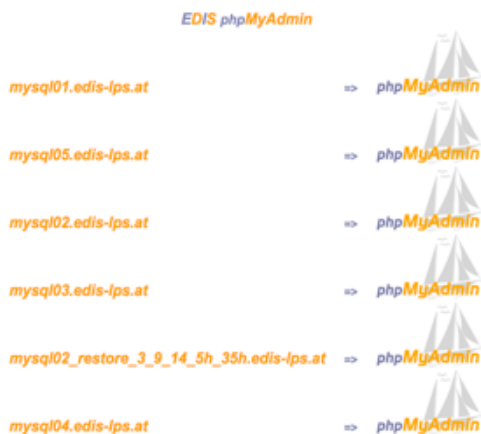 EDIS phpMyAdmin
mysql01.edis-lps.at => phpMyAdmin
mysql05.edis-lps.at => phpMyAdmin
mysql02.edis-lps.at => phpMyAdmin
mysql03.edis-lps.at => phpMyAdmin
mysql02_restore_3_9_14_5h_35h.edis-lps.at => phpMyAdmin
mysql04.edis-lps.at => phpMyAdmin